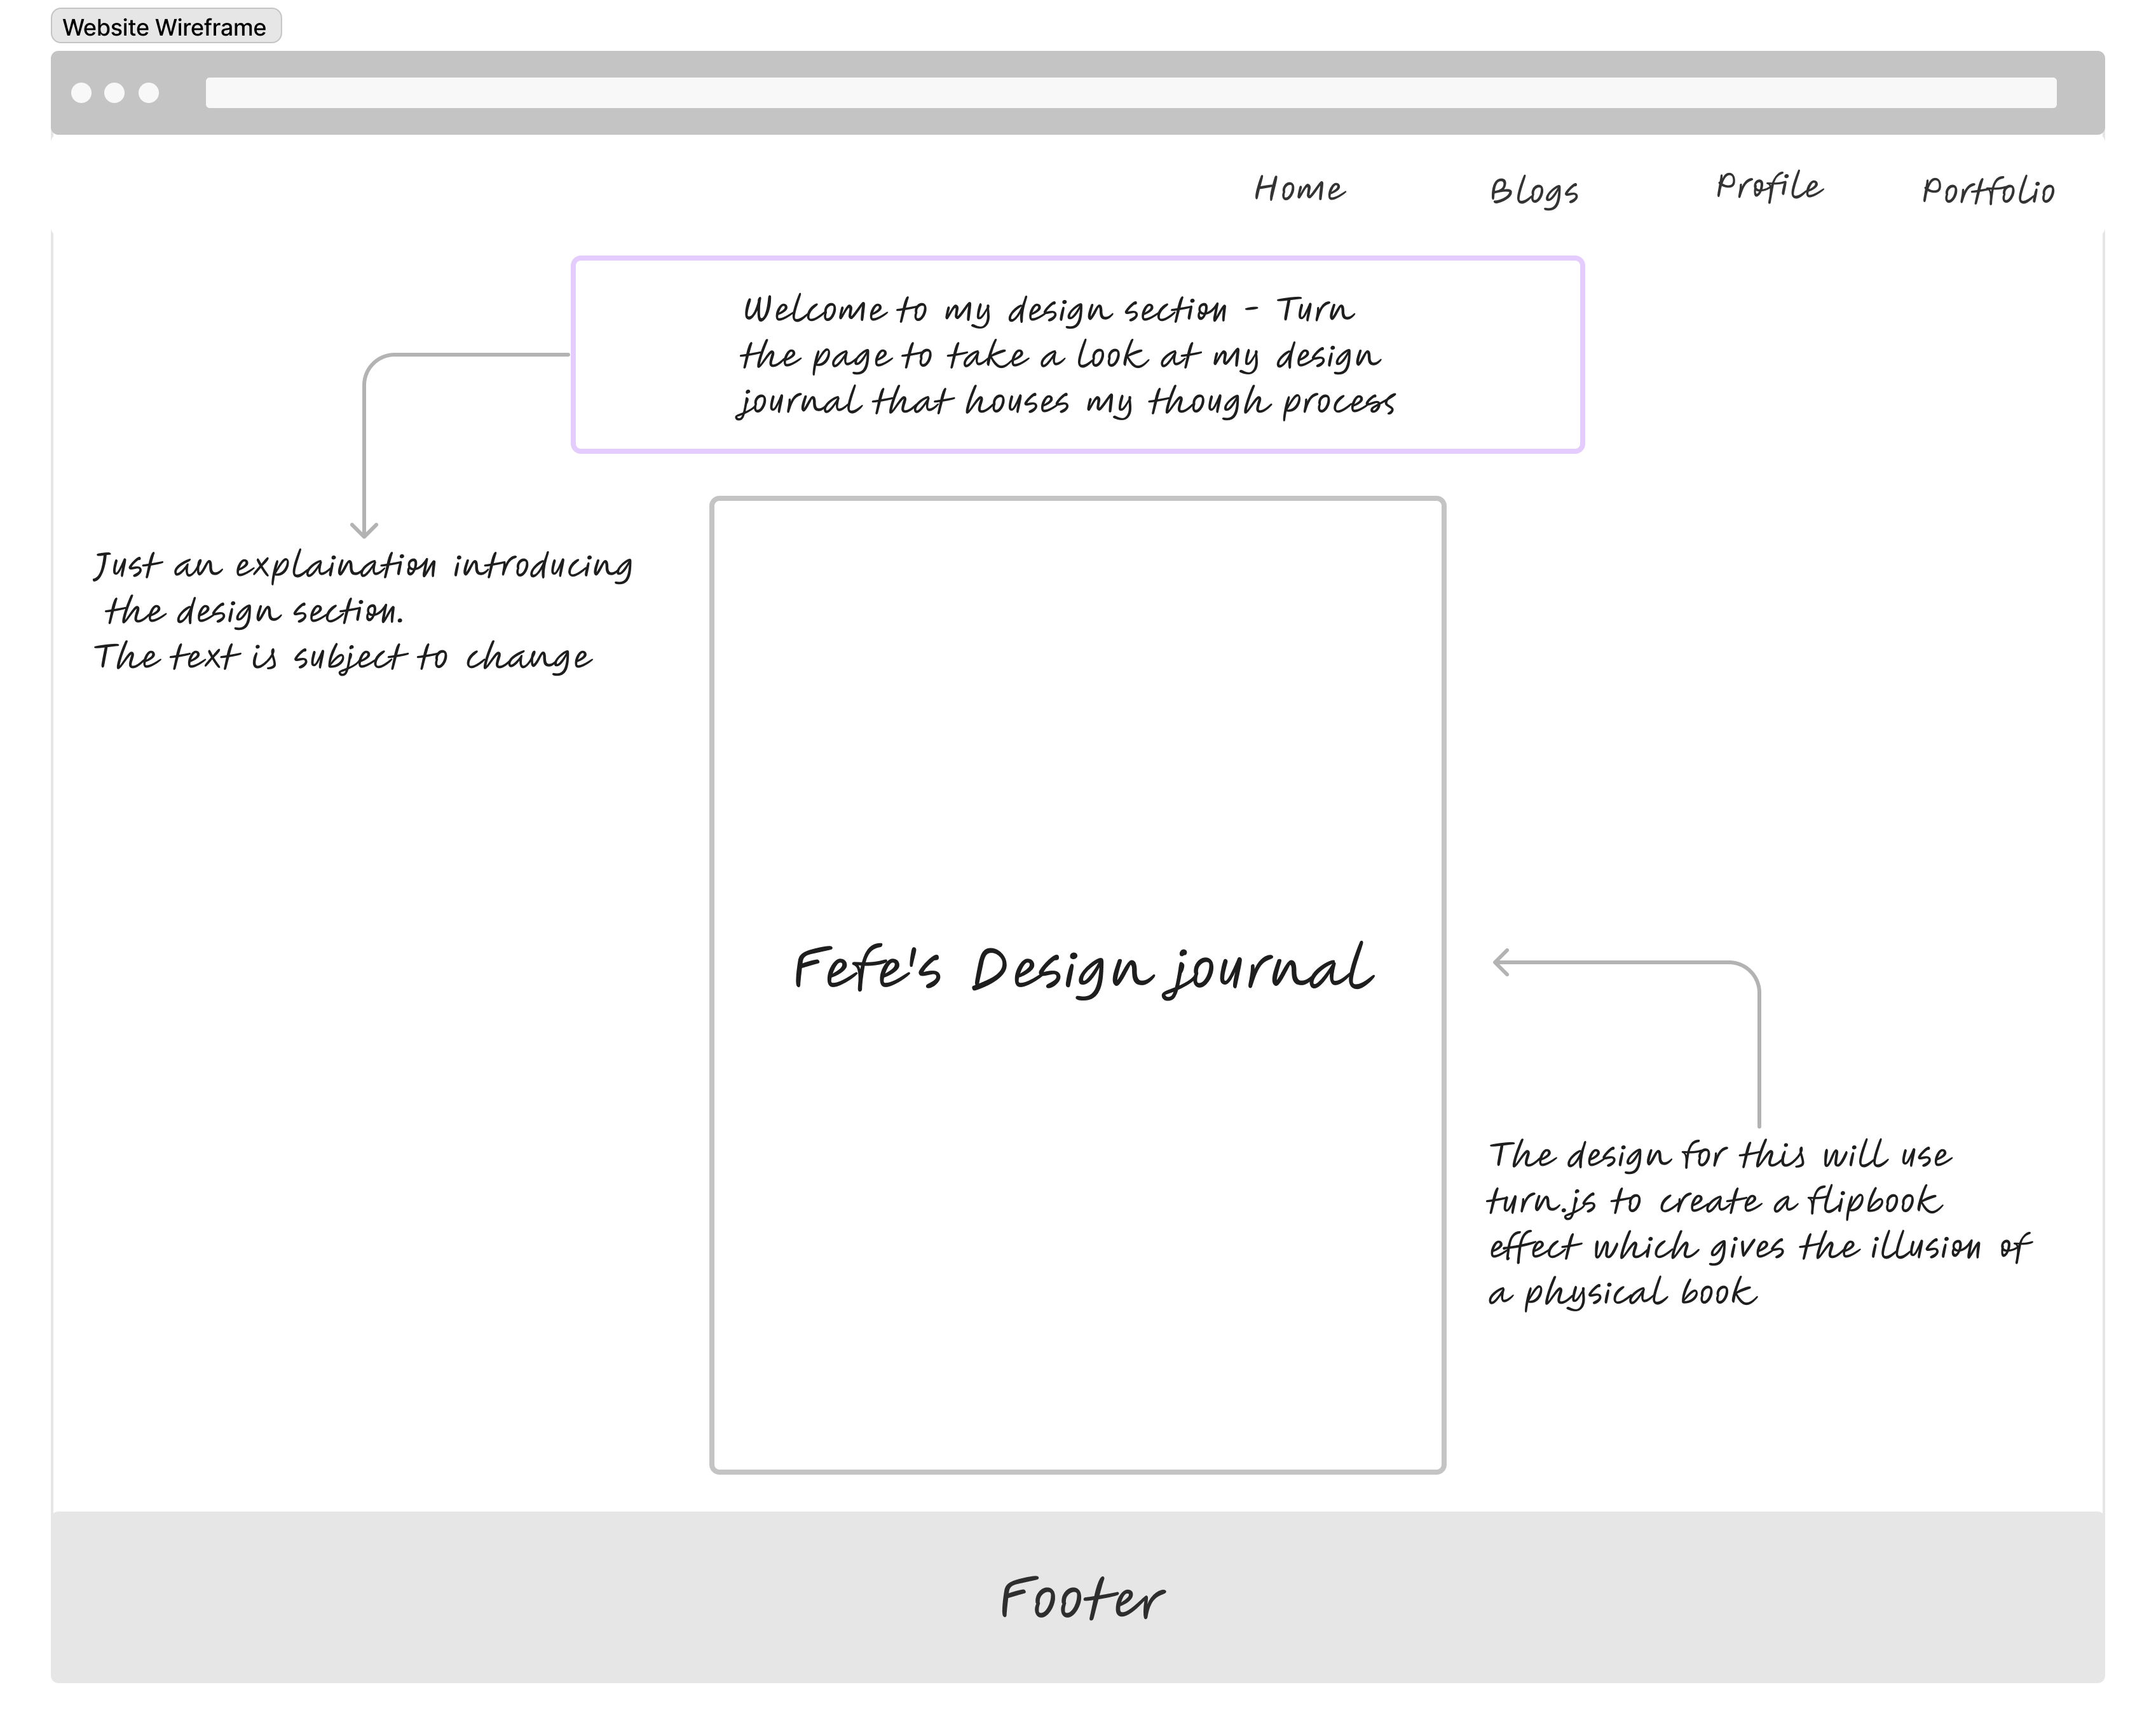 Website Wireframe
Home Blogs Profile Portfolio
Welcome to my design section - Turn
the page to take a look at my design
journal that houses my though process
Just an explaination introducing
the design section.
The text is subject to change
Fefe's Design journal
The design for this will use
turn.js to create a flipbook
effect which gives the illusion of
a physical book
Footer